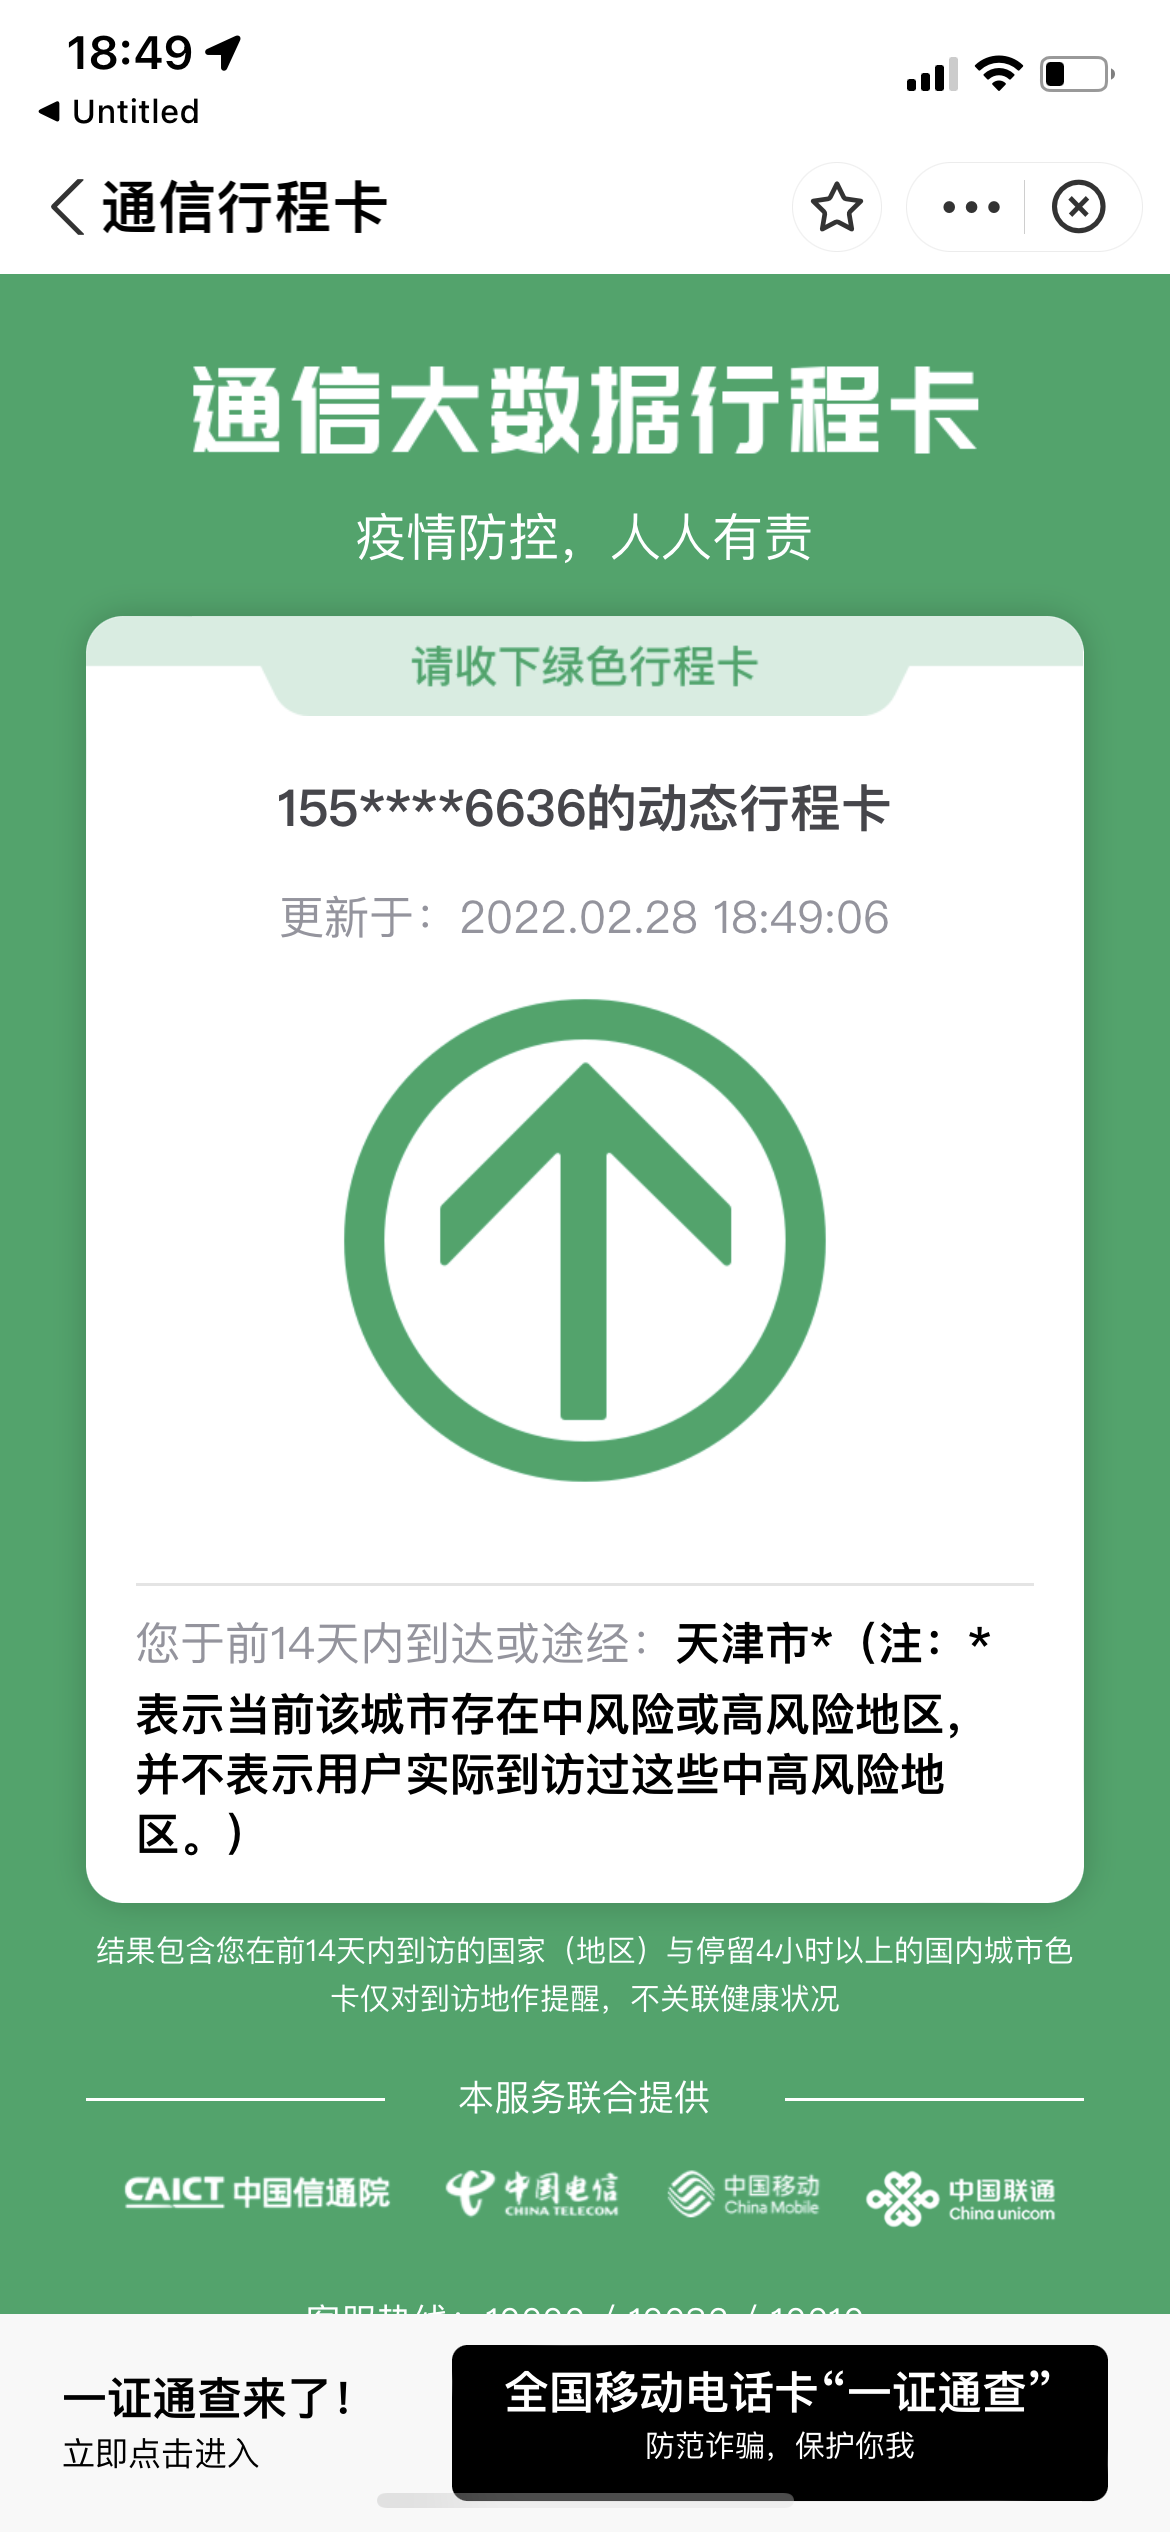 18:49
Untitled
通信行程卡
通信大数据行程卡
疫情防控，人人有责
请收下绿色行程卡
155****6636的动态行程卡
更新于：2022.02.28 18:49:06
您于前14天内到达或途经：天津市*（注：*
表示当前该城市存在中风险或高风险地区，
并不表示用户实际到访过这些中高风险地
区。）
结果包含您在前14天内到访的国家（地区）与停留4小时以上的国内城市色
卡仅对到访地作提醒，不关联健康状况
本服务联合提供
CAICT 中国信通院
中国电信
CHINA TELECOM
中国移动
China Mobile
中国联通
China unicom
一证通查来了！
立即点击进入
全国移动电话卡“一证通查”
防范诈骗，保护你我